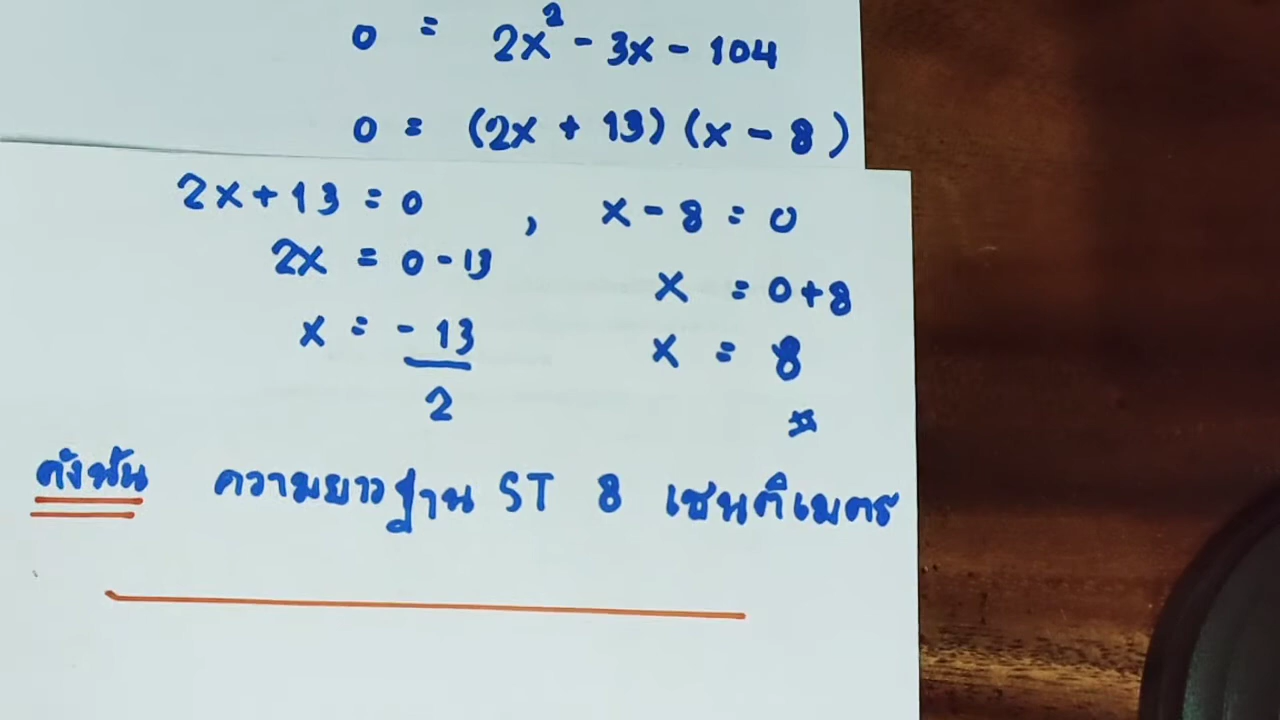 0 = 2x² - 3x - 104
0 = (2x + 13)(x - 8)
2x + 13 = 0 , x - 8 = 0
2x = 0 - 13 x = 0 + 8
x = -13/2 x = 8
ดังนั้น ความยาวฐาน ST 8 เซนติเมตร